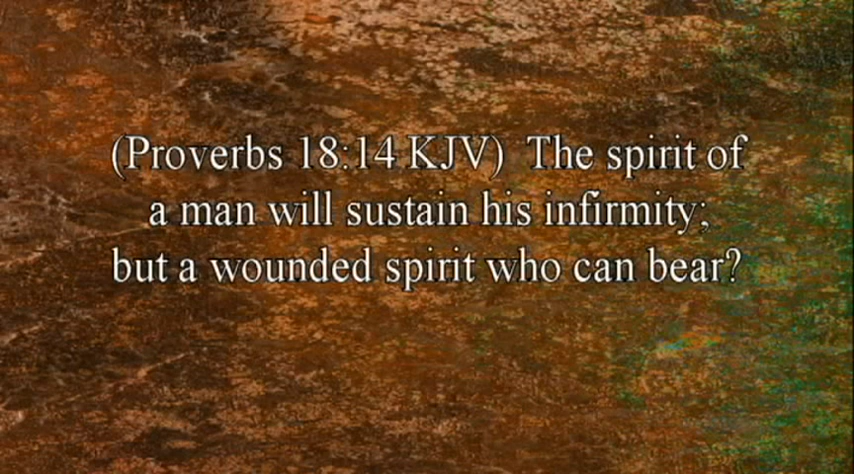 (Proverbs 18:14 KJV)  The spirit of
a man will sustain his infirmity;
but a wounded spirit who can bear?